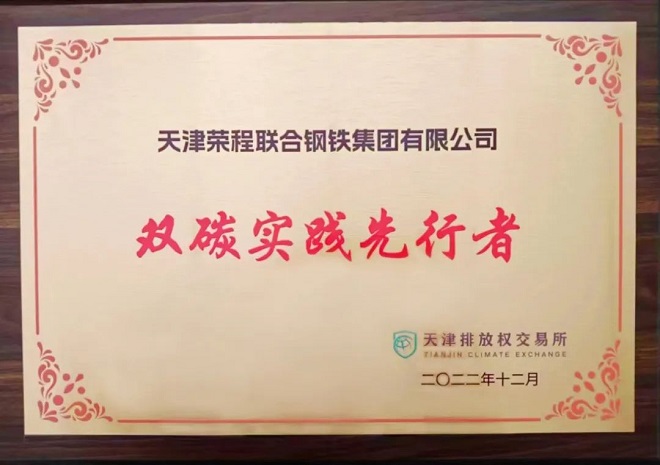 天津荣程联合钢铁集团有限公司
双碳实践先行者
天津排放权交易所
TIANJIN CLIMATE EXCHANGE
二〇二二年十二月